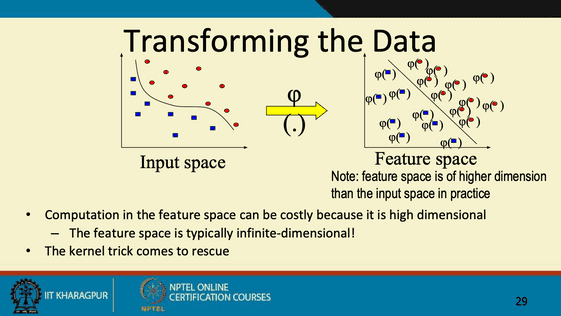 Transforming the Data
φ(.)
Input space
φ( ) φ( ) φ( ) φ( ) φ( ) φ( ) φ( ) φ( ) φ( ) φ( ) φ( ) φ( ) φ( ) φ( ) φ( ) φ( ) φ( ) φ( )
Feature space
Note: feature space is of higher dimension
than the input space in practice
• Computation in the feature space can be costly because it is high dimensional
– The feature space is typically infinite-dimensional!
• The kernel trick comes to rescue
IIT KHARAGPUR
NPTEL
NPTEL ONLINE
CERTIFICATION COURSES
29